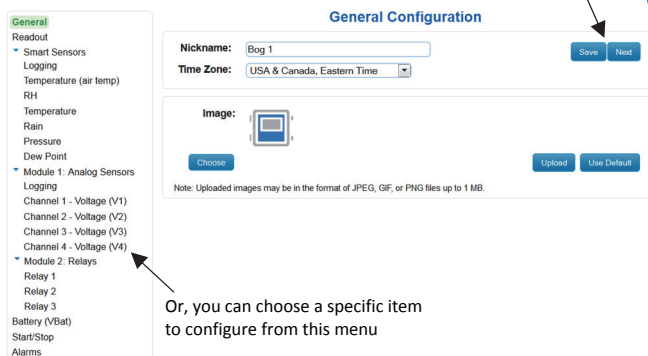 General
Readout
Smart Sensors
Logging
Temperature (air temp)
RH
Temperature
Rain
Pressure
Dew Point
Module 1: Analog Sensors
Logging
Channel 1 - Voltage (V1)
Channel 2 - Voltage (V2)
Channel 3 - Voltage (V3)
Channel 4 - Voltage (V4)
Module 2: Relays
Relay 1
Relay 2
Relay 3
Battery (VBat)
Start/Stop
Alarms
General Configuration
Nickname: Bog 1
Save Next
Time Zone: USA & Canada, Eastern Time
Image:
Choose Upload Use Default
Note: Uploaded images may be in the format of JPEG, GIF, or PNG files up to 1 MB.
Or, you can choose a specific item
to configure from this menu